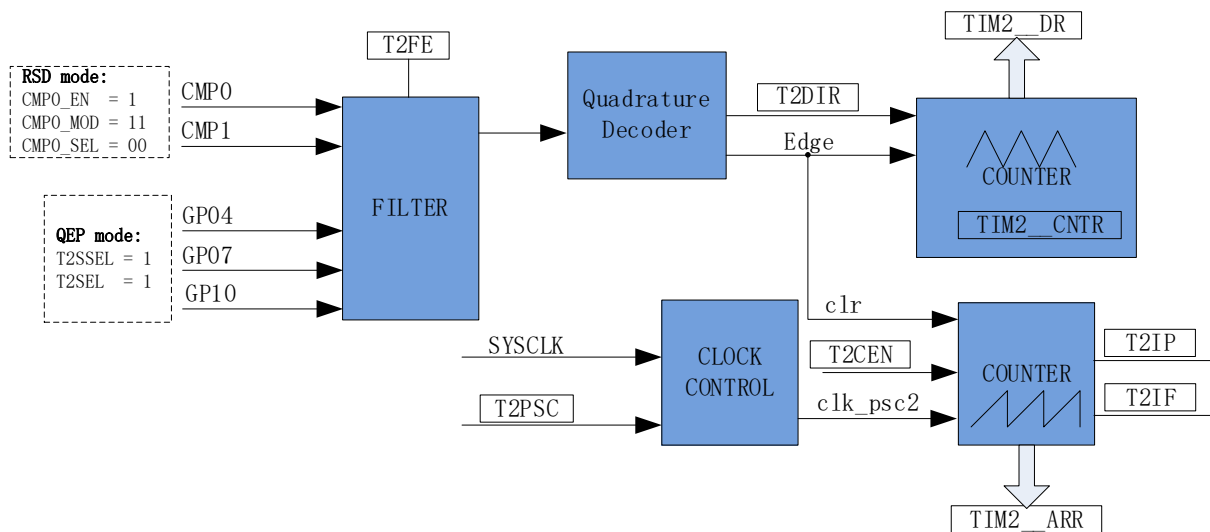 TIM2__DR
T2FE
RSD mode:
CMP0_EN = 1
CMP0_MOD = 11
CMP0_SEL = 00
CMP0
CMP1
Quadrature
Decoder
T2DIR
Edge
COUNTER
TIM2__CNTR
FILTER
QEP mode:
T2SSEL = 1
T2SEL = 1
GP04
GP07
GP10
clr
SYSCLK
T2PSC
CLOCK
CONTROL
T2CEN
clk_psc2
COUNTER
T2IP
T2IF
TIM2__ARR